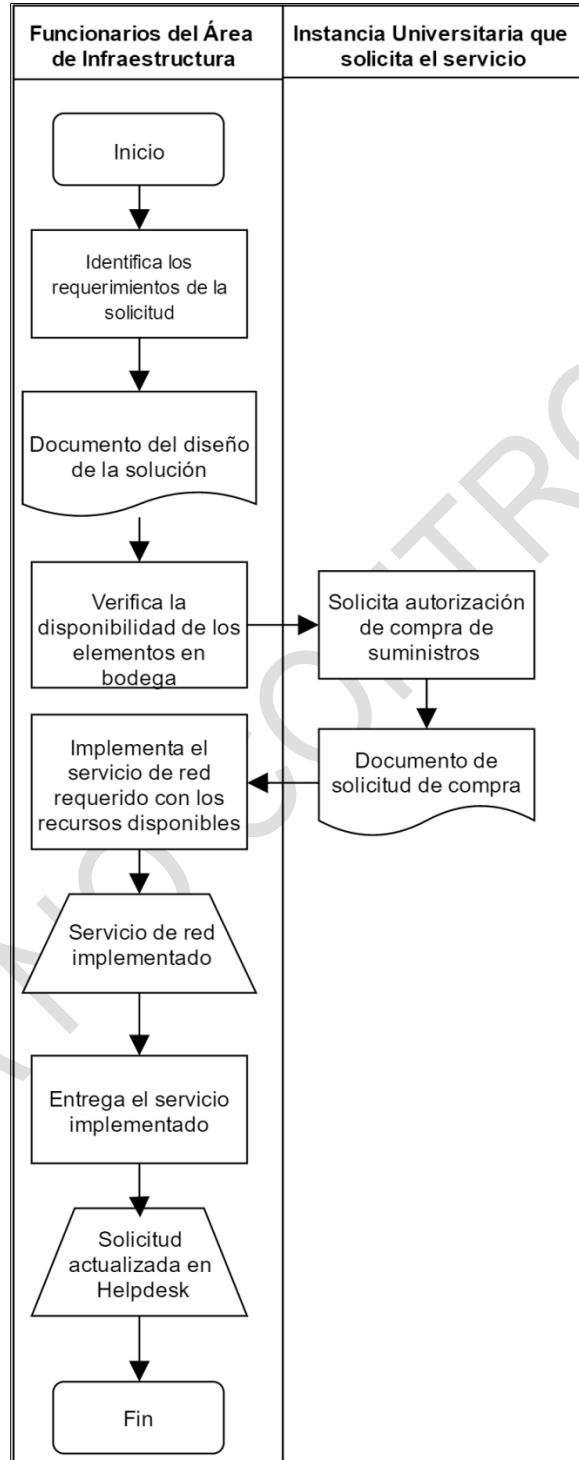 Funcionarios del Área
de Infraestructura
Instancia Universitaria que
solicita el servicio
Inicio
Identifica los
requerimientos de la
solicitud
Documento del diseño
de la solución
Verifica la
disponibilidad de los
elementos en
bodega
Solicita autorización
de compra de
suministros
Documento de
solicitud de compra
Implementa el
servicio de red
requerido con los
recursos disponibles
Servicio de red
implementado
Entrega el servicio
implementado
Solicitud
actualizada en
Helpdesk
Fin